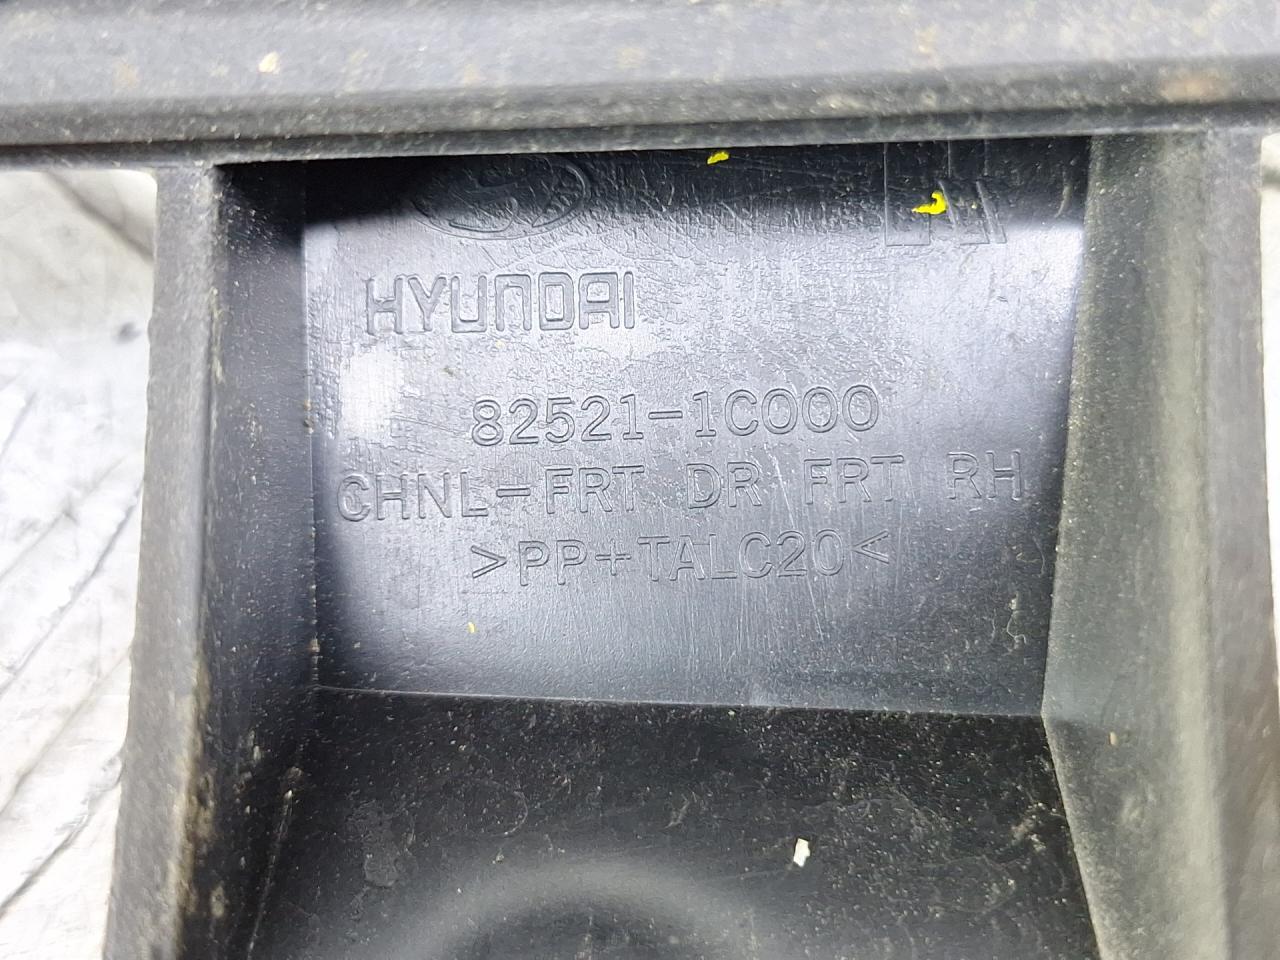 HYUNDAI
82521-1C000
CHNL-FRT DR FRT RH
>PP+TALC20<